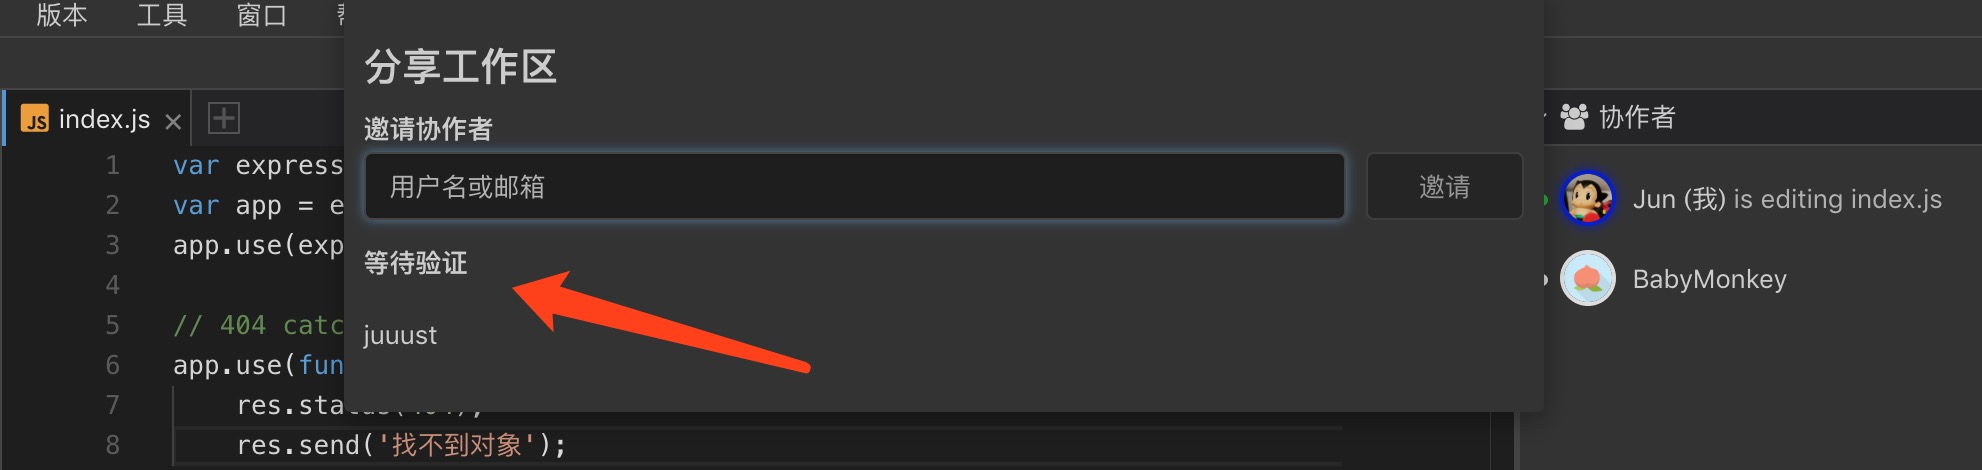 版本 工具 窗口
分享工作区
邀请协作者
用户名或邮箱
邀请
等待验证
juuust
JS index.js
1 var express
2 var app = e
3 app.use(exp
4
5 // 404 catc
6 app.use(fun
7 res.sta
8 res.send('找不到对象');
协作者
Jun (我) is editing index.js
BabyMonkey